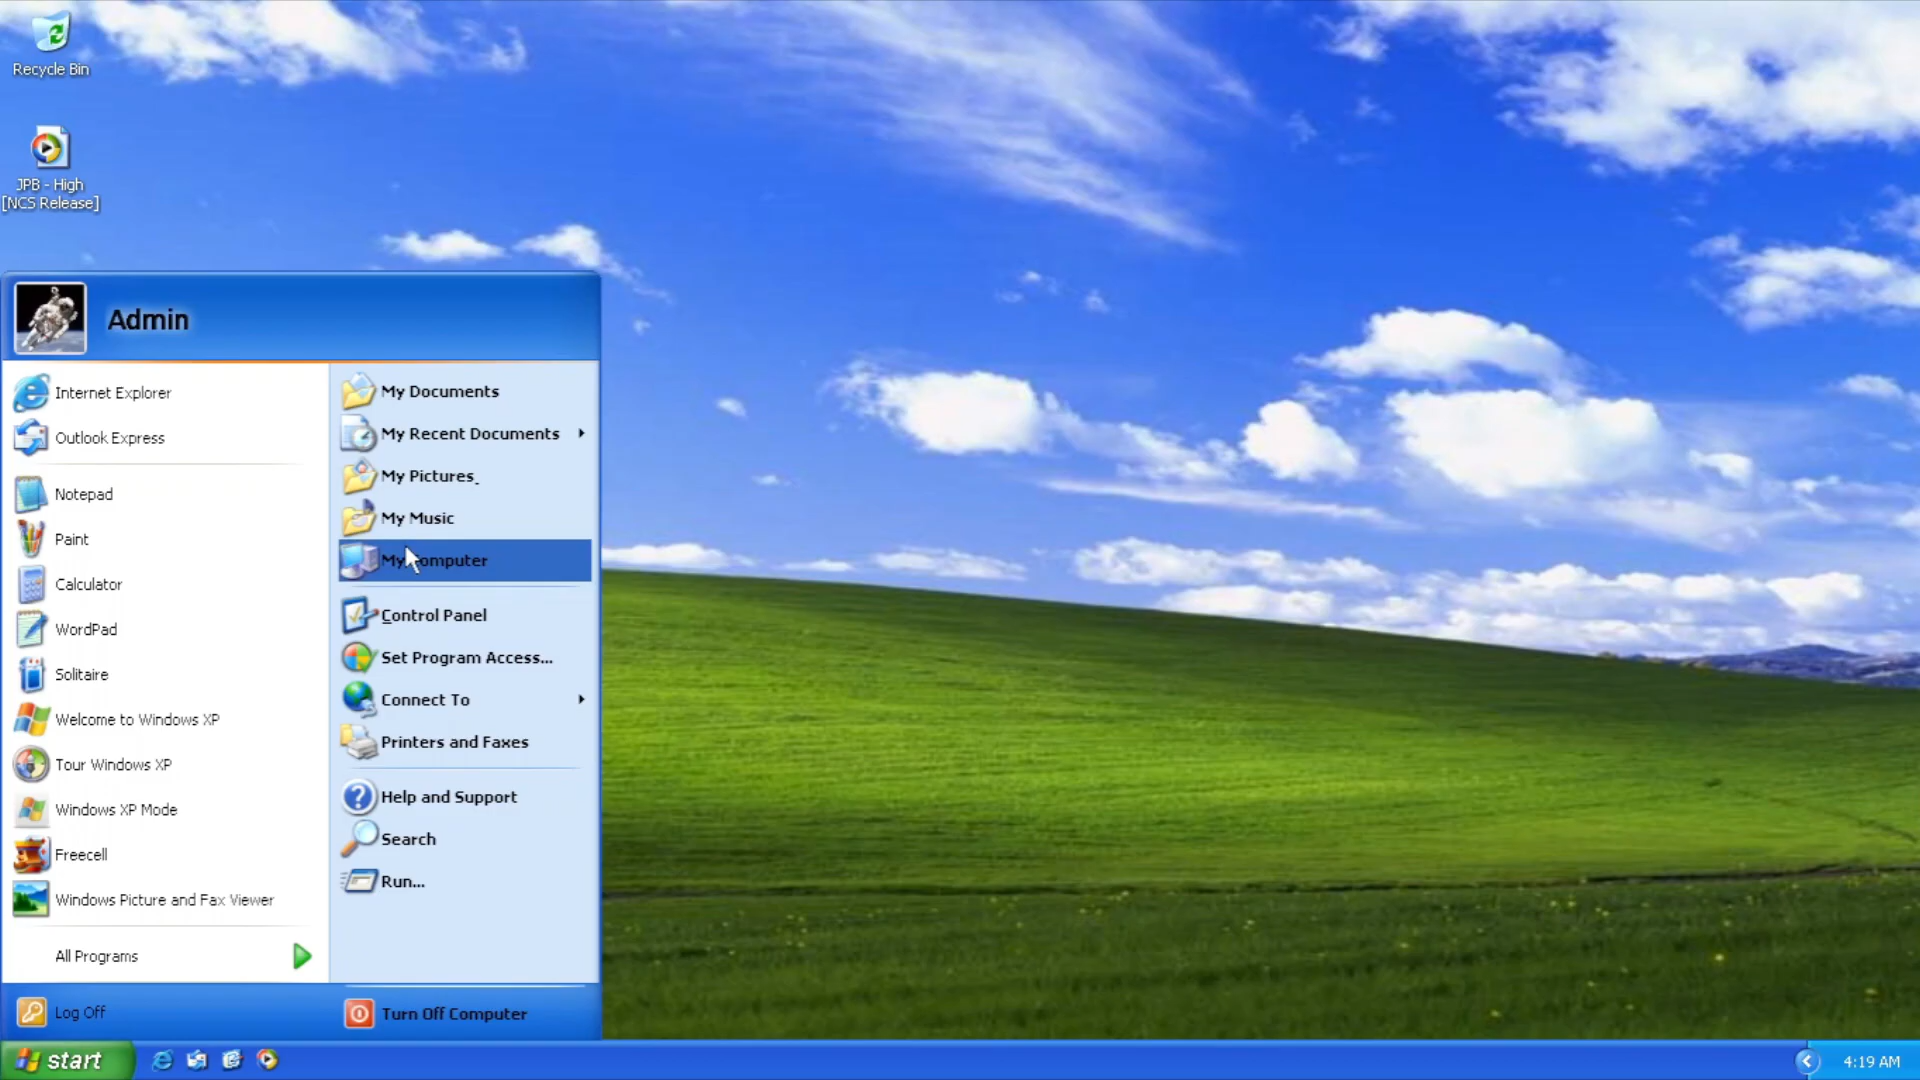 Recycle Bin
JPB - High
[NCS Release]
Admin
Internet Explorer
Outlook Express
Notepad
Paint
Calculator
WordPad
Solitaire
Welcome to Windows XP
Tour Windows XP
Windows XP Mode
Freecell
Windows Picture and Fax Viewer
All Programs
My Documents
My Recent Documents
My Pictures
My Music
My Computer
Control Panel
Set Program Access...
Connect To
Printers and Faxes
Help and Support
Search
Run...
Log Off
Turn Off Computer
start
4:19 AM